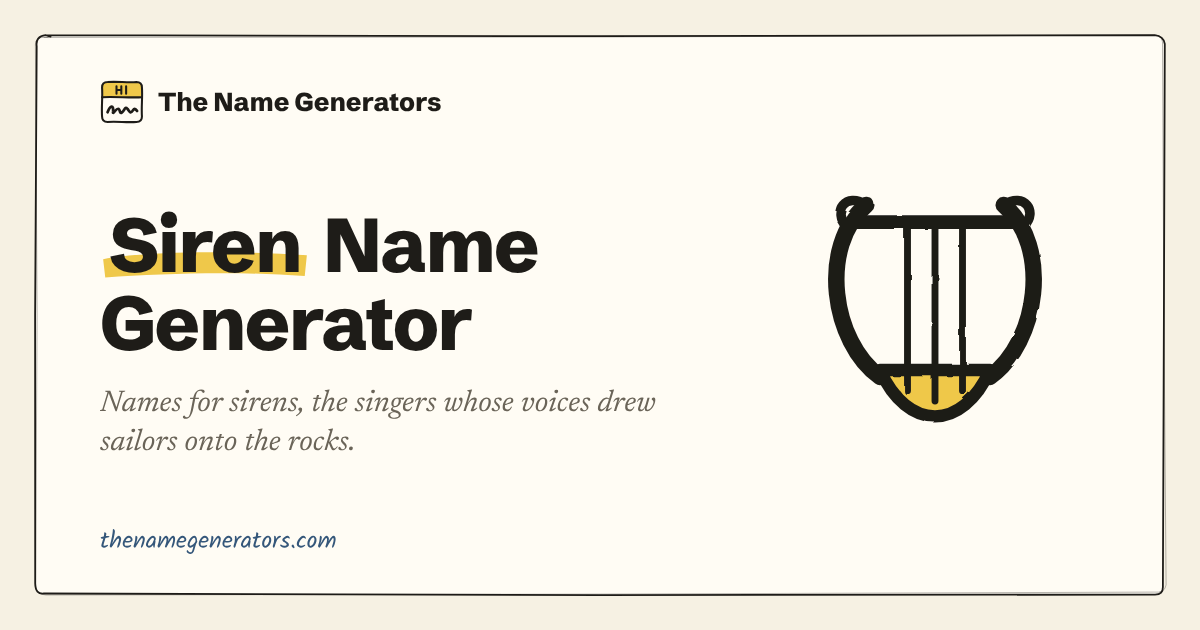 HI
The Name Generators
Siren Name
Generator
Names for sirens, the singers whose voices drew
sailors onto the rocks.
thenamegenerators.com